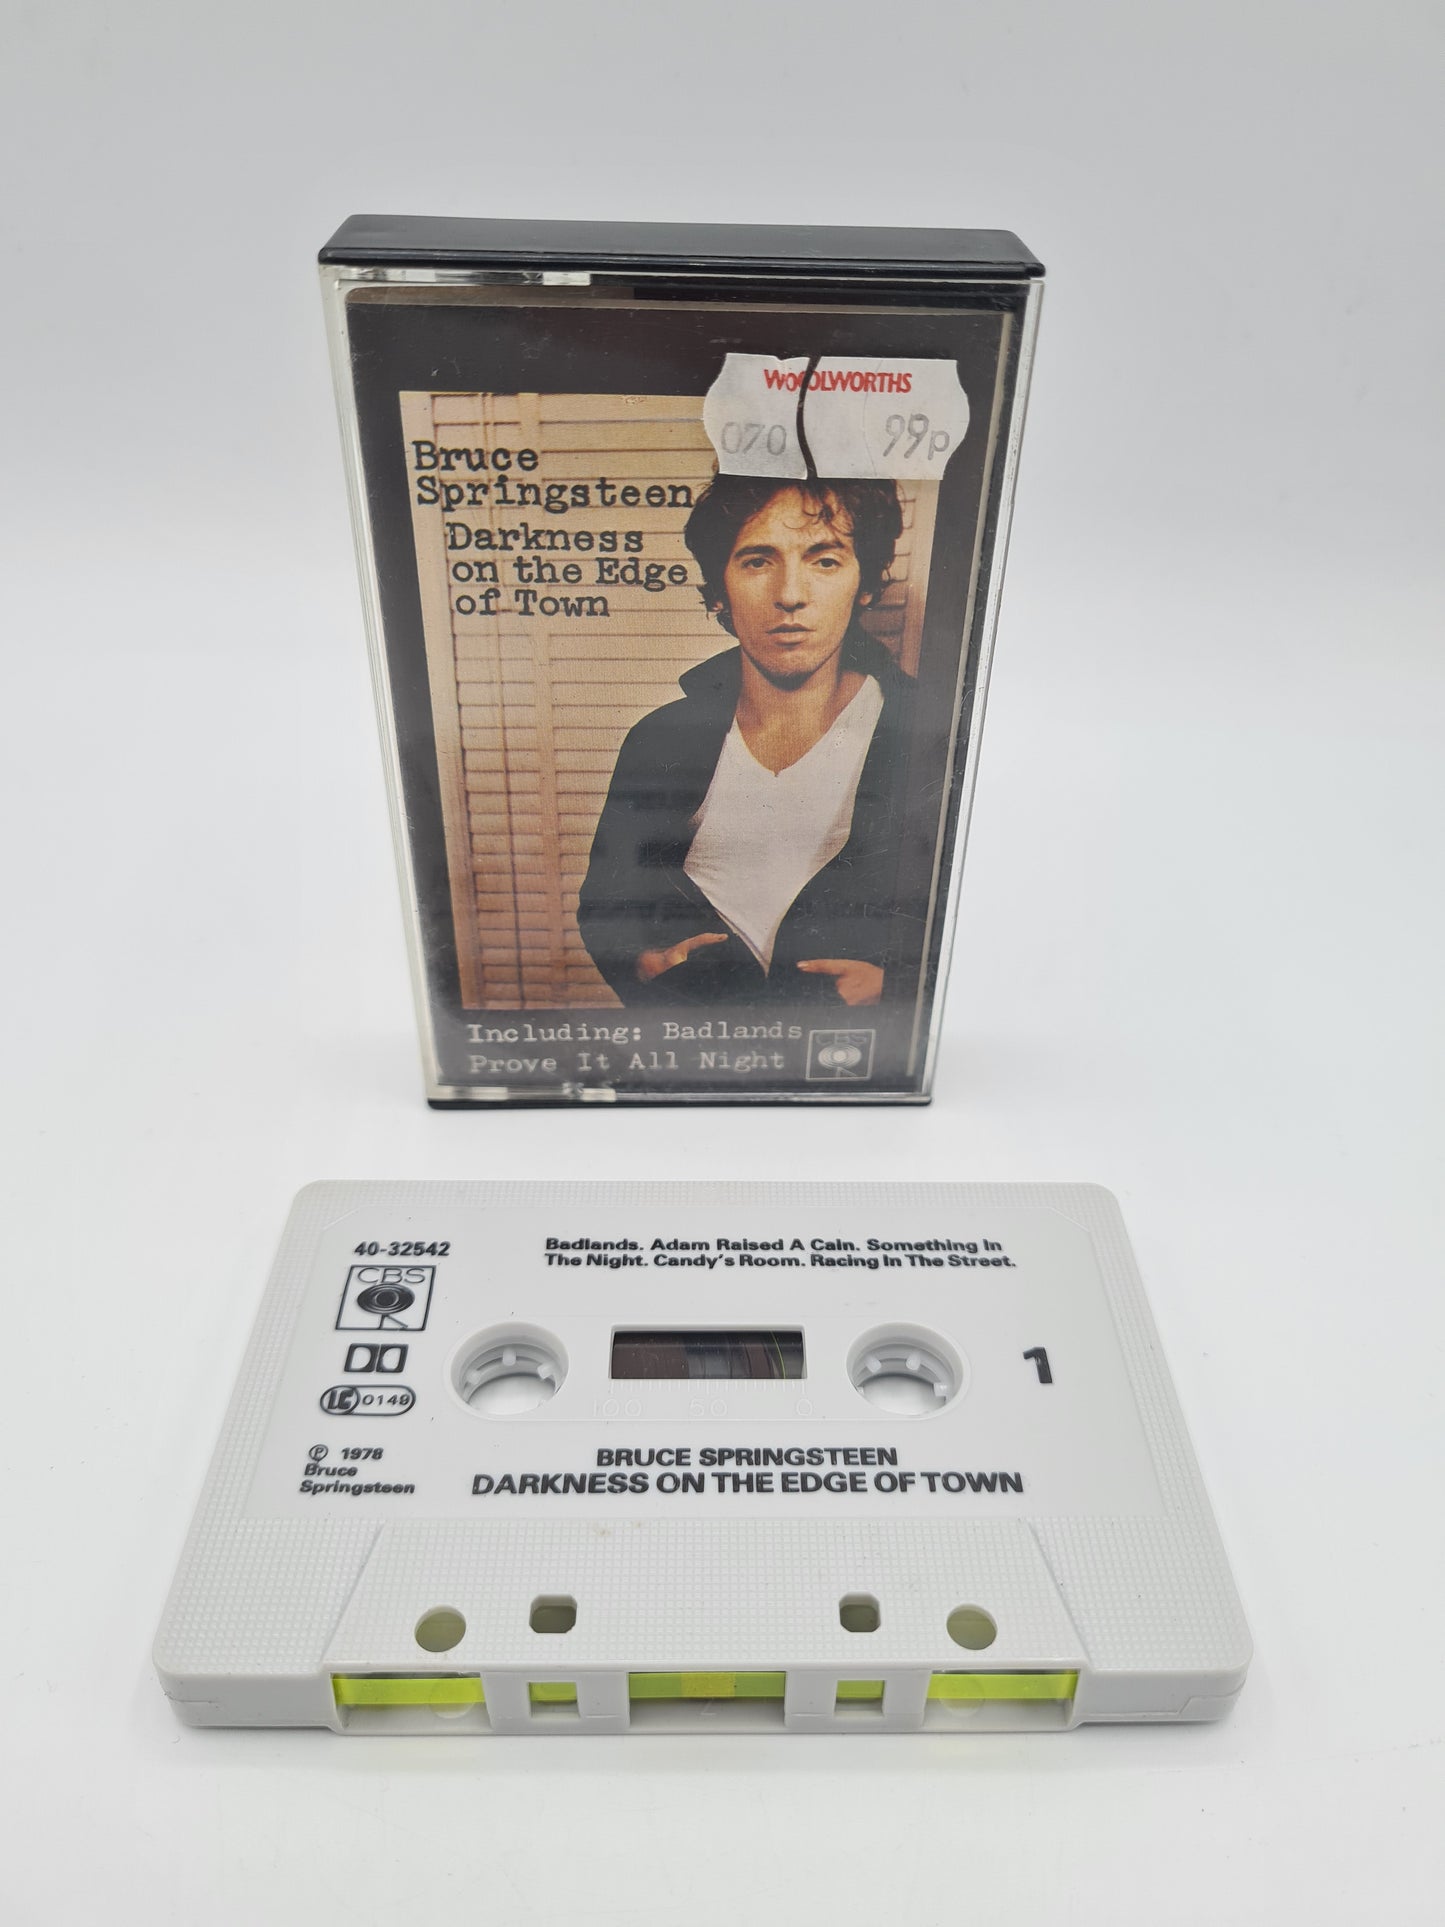 WOOLWORTHS
070 99p
Bruce
Springsteen
Darkness
on the Edge
of Town
Including: Badlands
Prove It All Night
CBS
40-32542
Badlands. Adam Raised A Cain. Something In
The Night. Candy's Room. Racing In The Street.
CBS
LC 0149
1
100 50 0
℗ 1978
Bruce
Springsteen
BRUCE SPRINGSTEEN
DARKNESS ON THE EDGE OF TOWN